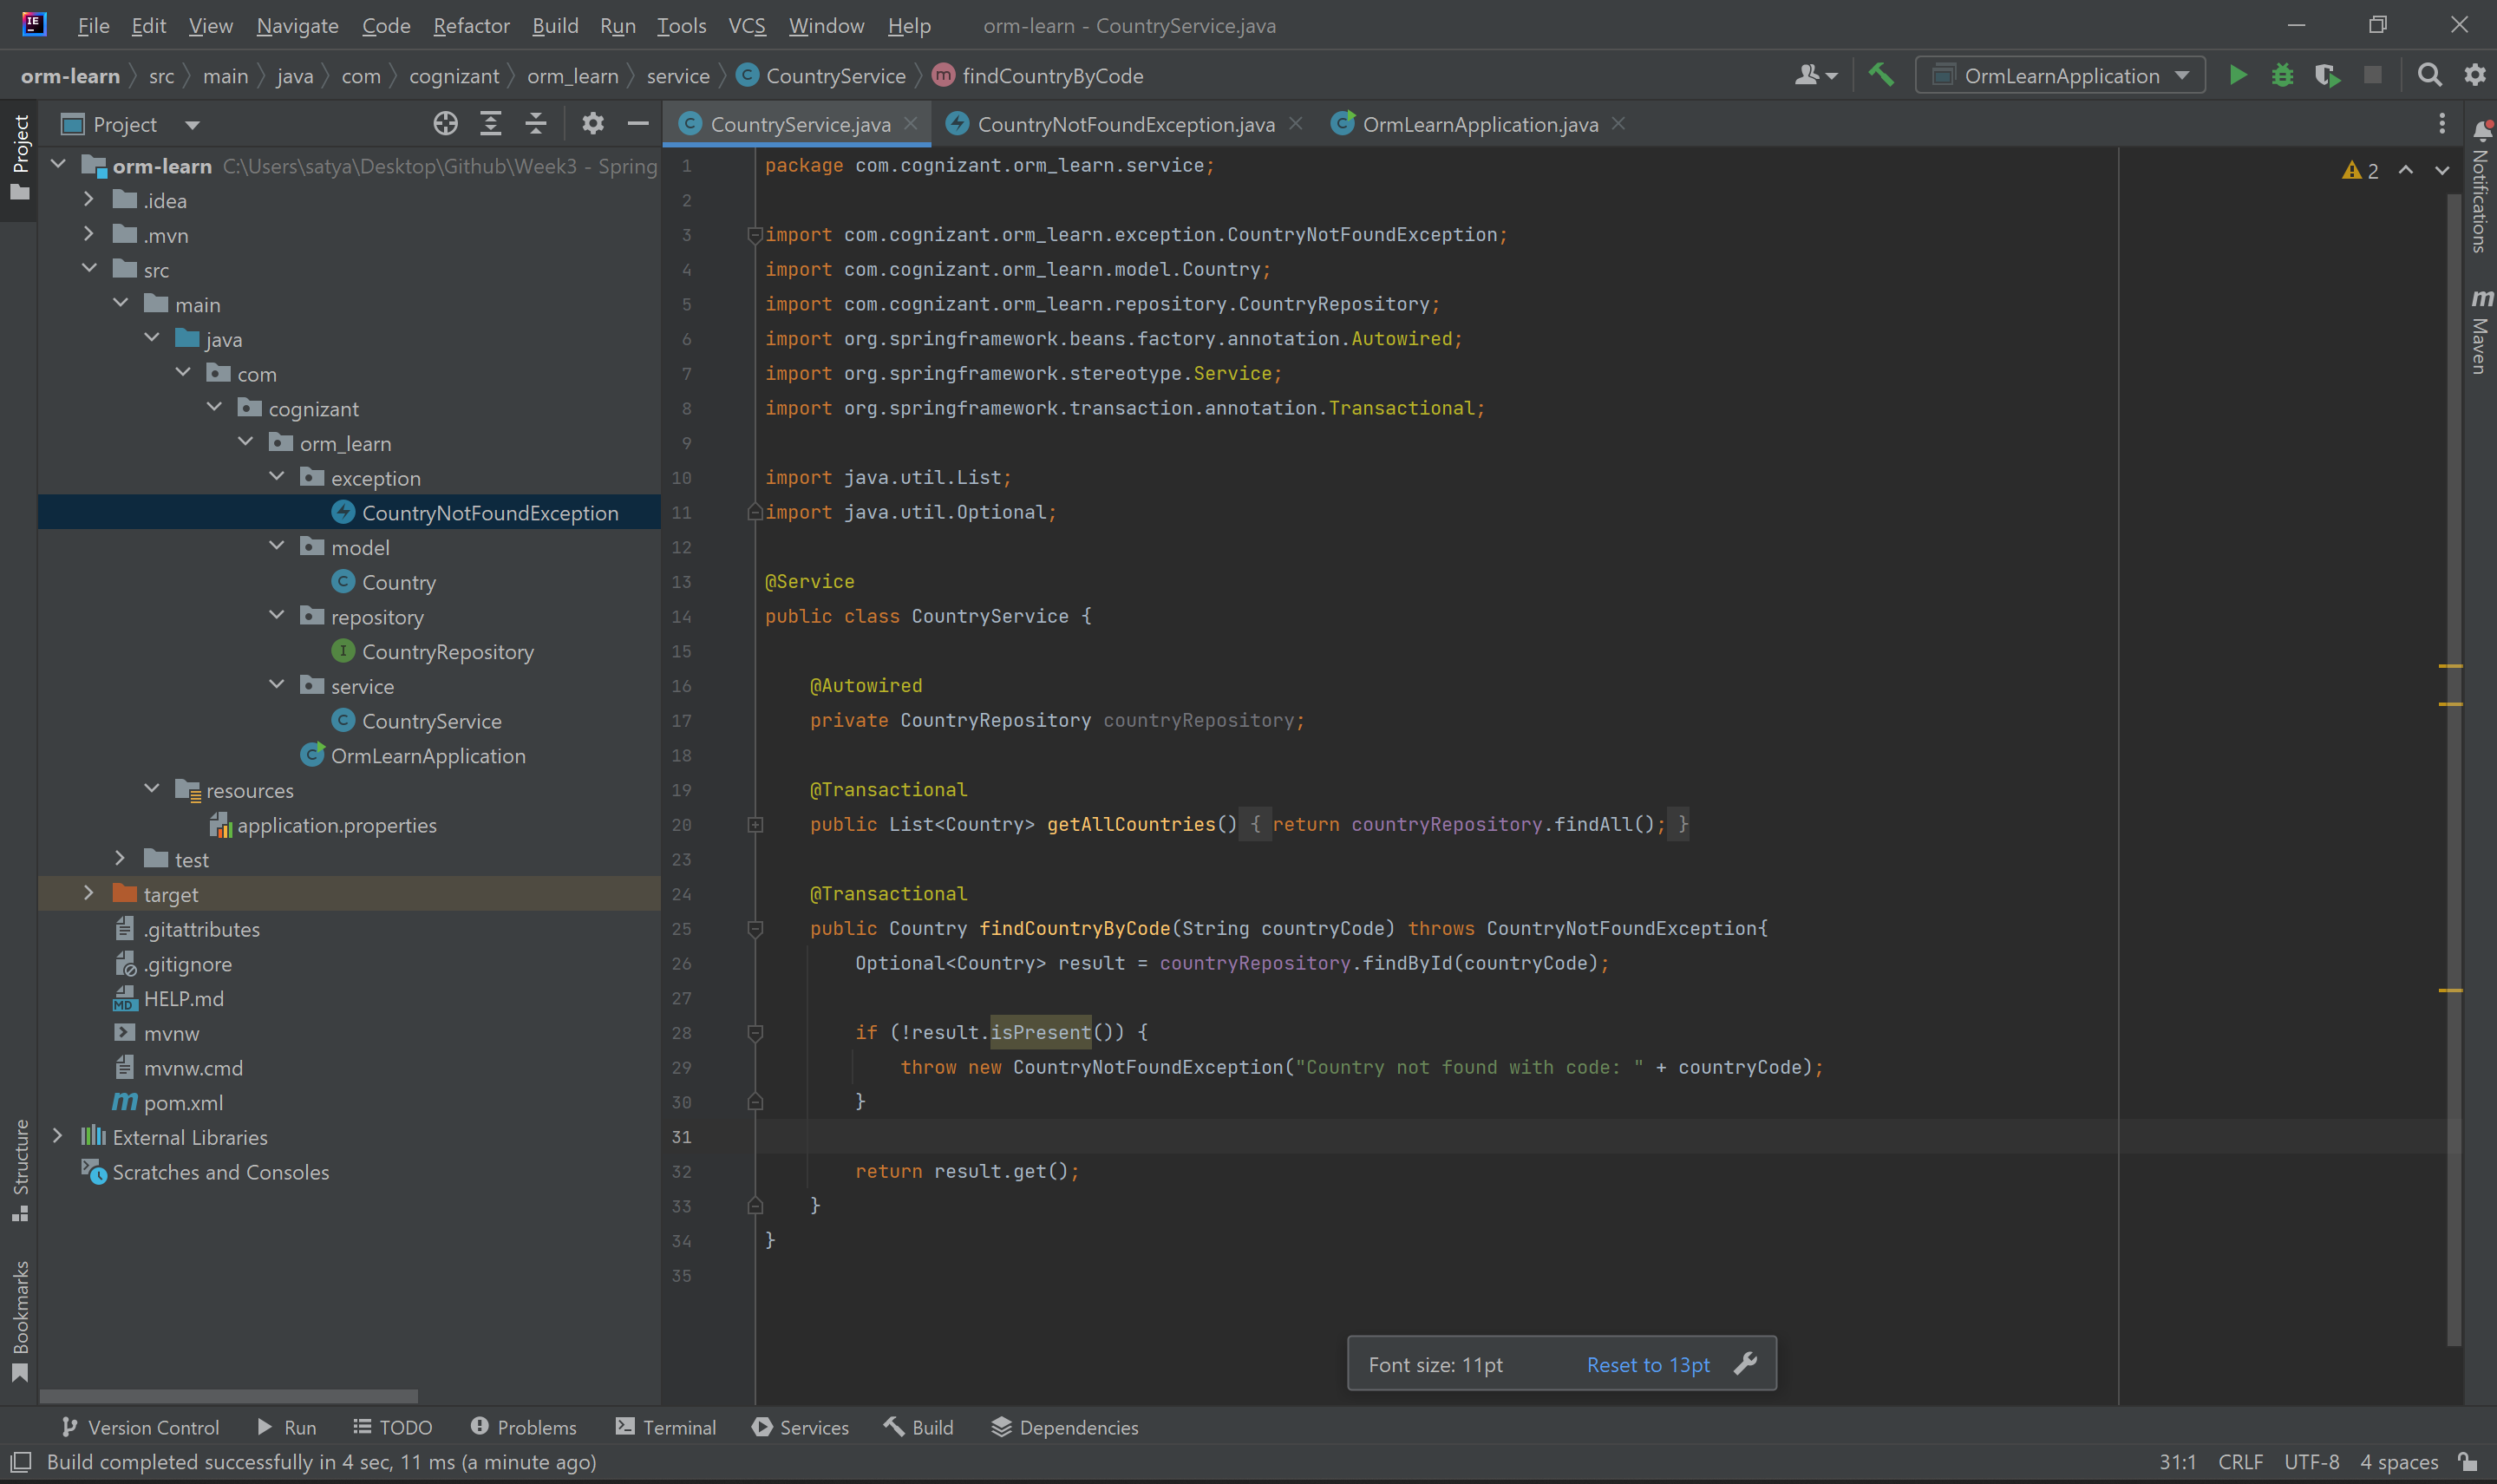 File Edit View Navigate Code Refactor Build Run Tools VCS Window Help orm-learn - CountryService.java
orm-learn src main java com cognizant orm_learn service CountryService findCountryByCode OrmLearnApplication
Project
CountryService.java CountryNotFoundException.java OrmLearnApplication.java
Project
Structure
Bookmarks
orm-learn C:\Users\satya\Desktop\Github\Week3 - Spring
.idea
.mvn
src
main
java
com
cognizant
orm_learn
exception
CountryNotFoundException
model
Country
repository
CountryRepository
service
CountryService
OrmLearnApplication
resources
application.properties
test
target
.gitattributes
.gitignore
HELP.md
mvnw
mvnw.cmd
pom.xml
External Libraries
Scratches and Consoles
1 package com.cognizant.orm_learn.service;
2
3 import com.cognizant.orm_learn.exception.CountryNotFoundException;
4 import com.cognizant.orm_learn.model.Country;
5 import com.cognizant.orm_learn.repository.CountryRepository;
6 import org.springframework.beans.factory.annotation.Autowired;
7 import org.springframework.stereotype.Service;
8 import org.springframework.transaction.annotation.Transactional;
9
10 import java.util.List;
11 import java.util.Optional;
12
13 @Service
14 public class CountryService {
15
16 @Autowired
17 private CountryRepository countryRepository;
18
19 @Transactional
20 public List<Country> getAllCountries() { return countryRepository.findAll(); }
23
24 @Transactional
25 public Country findCountryByCode(String countryCode) throws CountryNotFoundException{
26 Optional<Country> result = countryRepository.findById(countryCode);
27
28 if (!result.isPresent()) {
29 throw new CountryNotFoundException("Country not found with code: " + countryCode);
30 }
31
32 return result.get();
33 }
34 }
35
2
Notifications
Maven
Font size: 11pt Reset to 13pt
Version Control Run TODO Problems Terminal Services Build Dependencies
Build completed successfully in 4 sec, 11 ms (a minute ago) 31:1 CRLF UTF-8 4 spaces